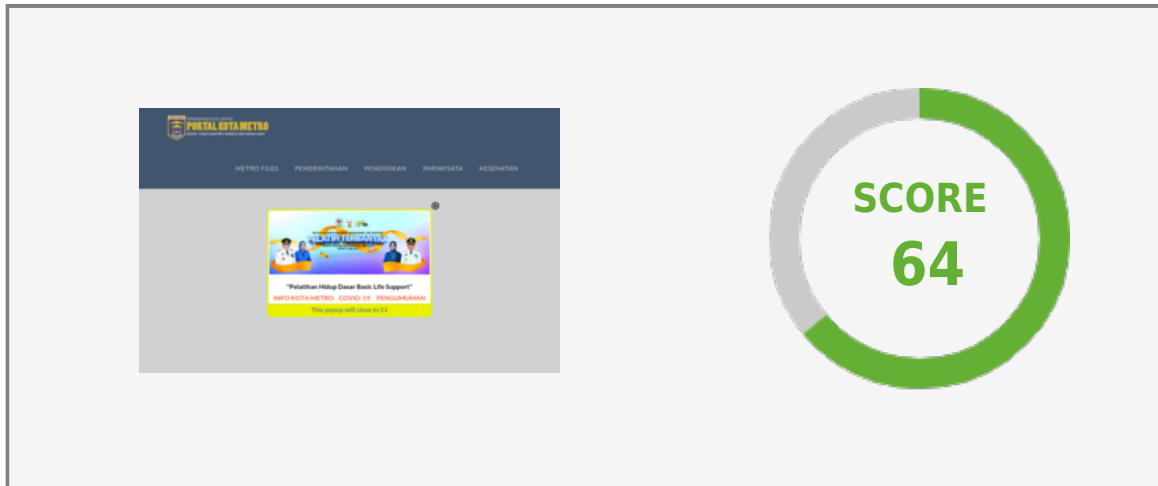 PORTAL KOTA METRO
METRO FILES PEMERINTAHAN PENDIDIKAN PARIWISATA KESEHATAN
"Pelatihan Hidup Dasar Basic Life Support"
INFO KOTA METRO COVID-19 PENGUMUMAN
This popup will close in:11
SCORE
64